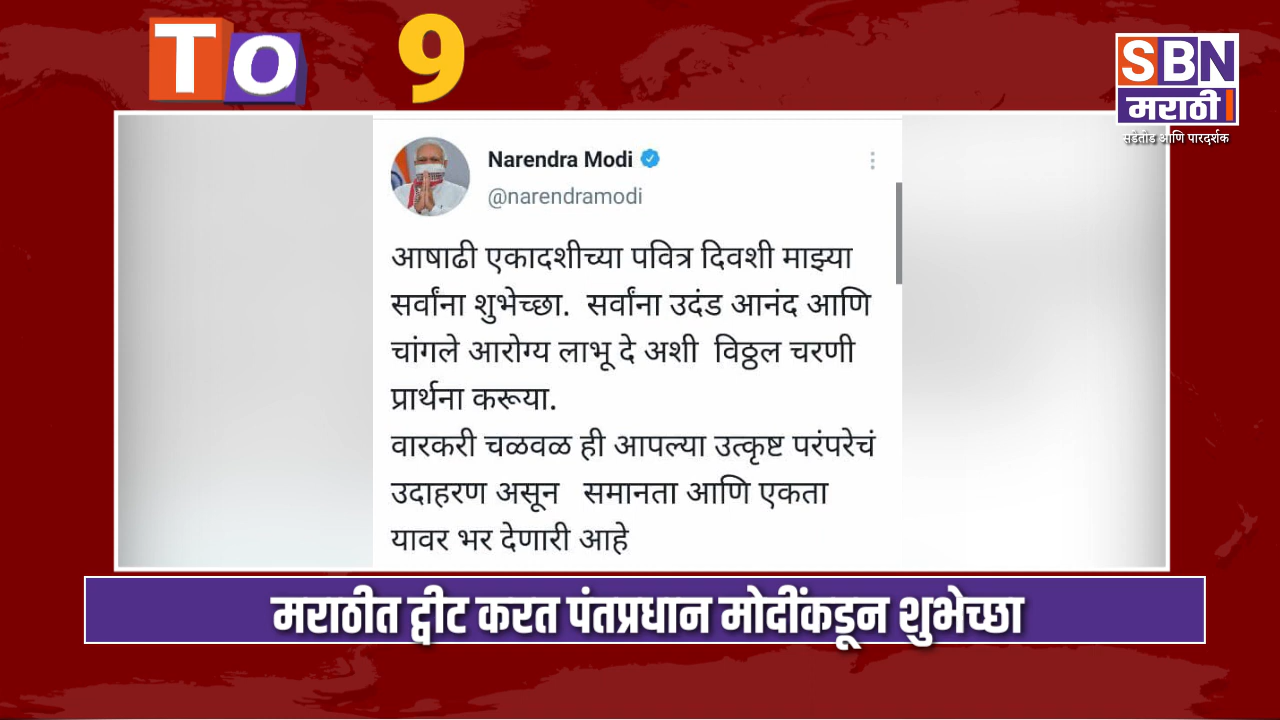 TO 9
SBN
मराठी
सडेतोड आणि पारदर्शक
Narendra Modi
@narendramodi
आषाढी एकादशीच्या पवित्र दिवशी माझ्या
सर्वांना शुभेच्छा. सर्वांना उदंड आनंद आणि
चांगले आरोग्य लाभू दे अशी विठ्ठल चरणी
प्रार्थना करूया.
वारकरी चळवळ ही आपल्या उत्कृष्ट परंपरेचं
उदाहरण असून समानता आणि एकता
यावर भर देणारी आहे
मराठीत ट्वीट करत पंतप्रधान मोदींकडून शुभेच्छा